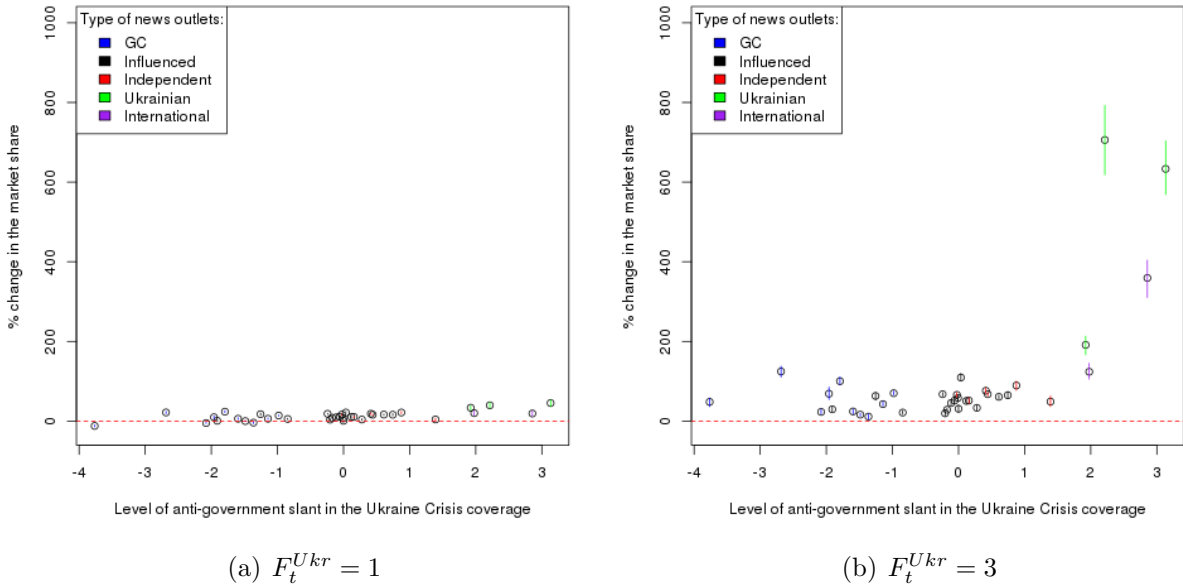 Type of news outlets:
GC
Influenced
Independent
Ukrainian
International
1000
800
600
400
200
0
% change in the market share
-4 -3 -2 -1 0 1 2 3
Level of anti-government slant in the Ukraine Crisis coverage
(a) F_t^{Ukr} = 1
Type of news outlets:
GC
Influenced
Independent
Ukrainian
International
1000
800
600
400
200
0
% change in the market share
-4 -3 -2 -1 0 1 2 3
Level of anti-government slant in the Ukraine Crisis coverage
(b) F_t^{Ukr} = 3